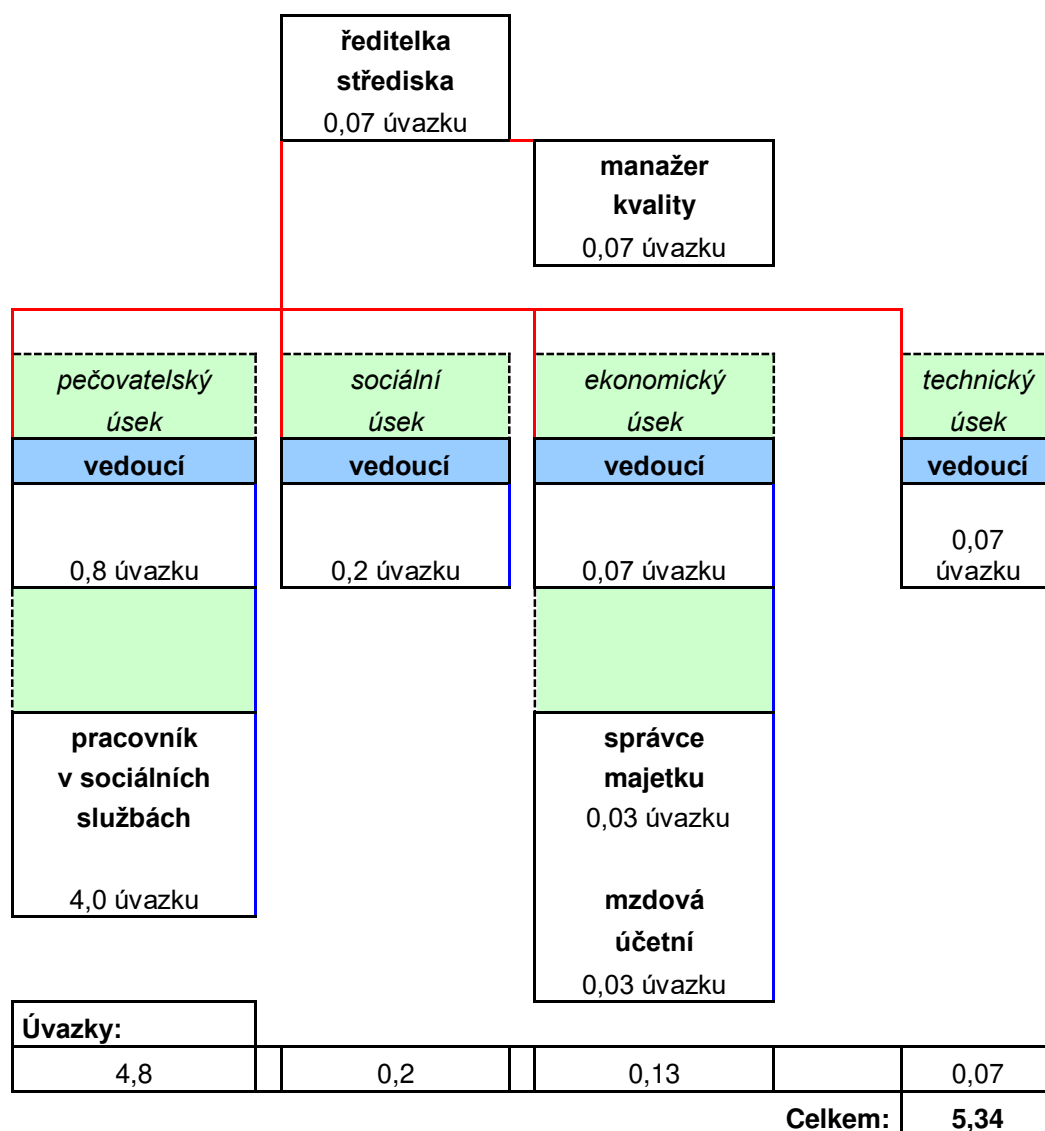 ředitelka
střediska
0,07 úvazku
manažer
kvality
0,07 úvazku
pečovatelský
úsek
vedoucí
0,8 úvazku
pracovník
v sociálních
službách
4,0 úvazku
sociální
úsek
vedoucí
0,2 úvazku
ekonomický
úsek
vedoucí
0,07 úvazku
správce
majetku
0,03 úvazku
mzdová
účetní
0,03 úvazku
technický
úsek
vedoucí
0,07
úvazku
Úvazky:
4,8 0,2 0,13 0,07
Celkem: 5,34